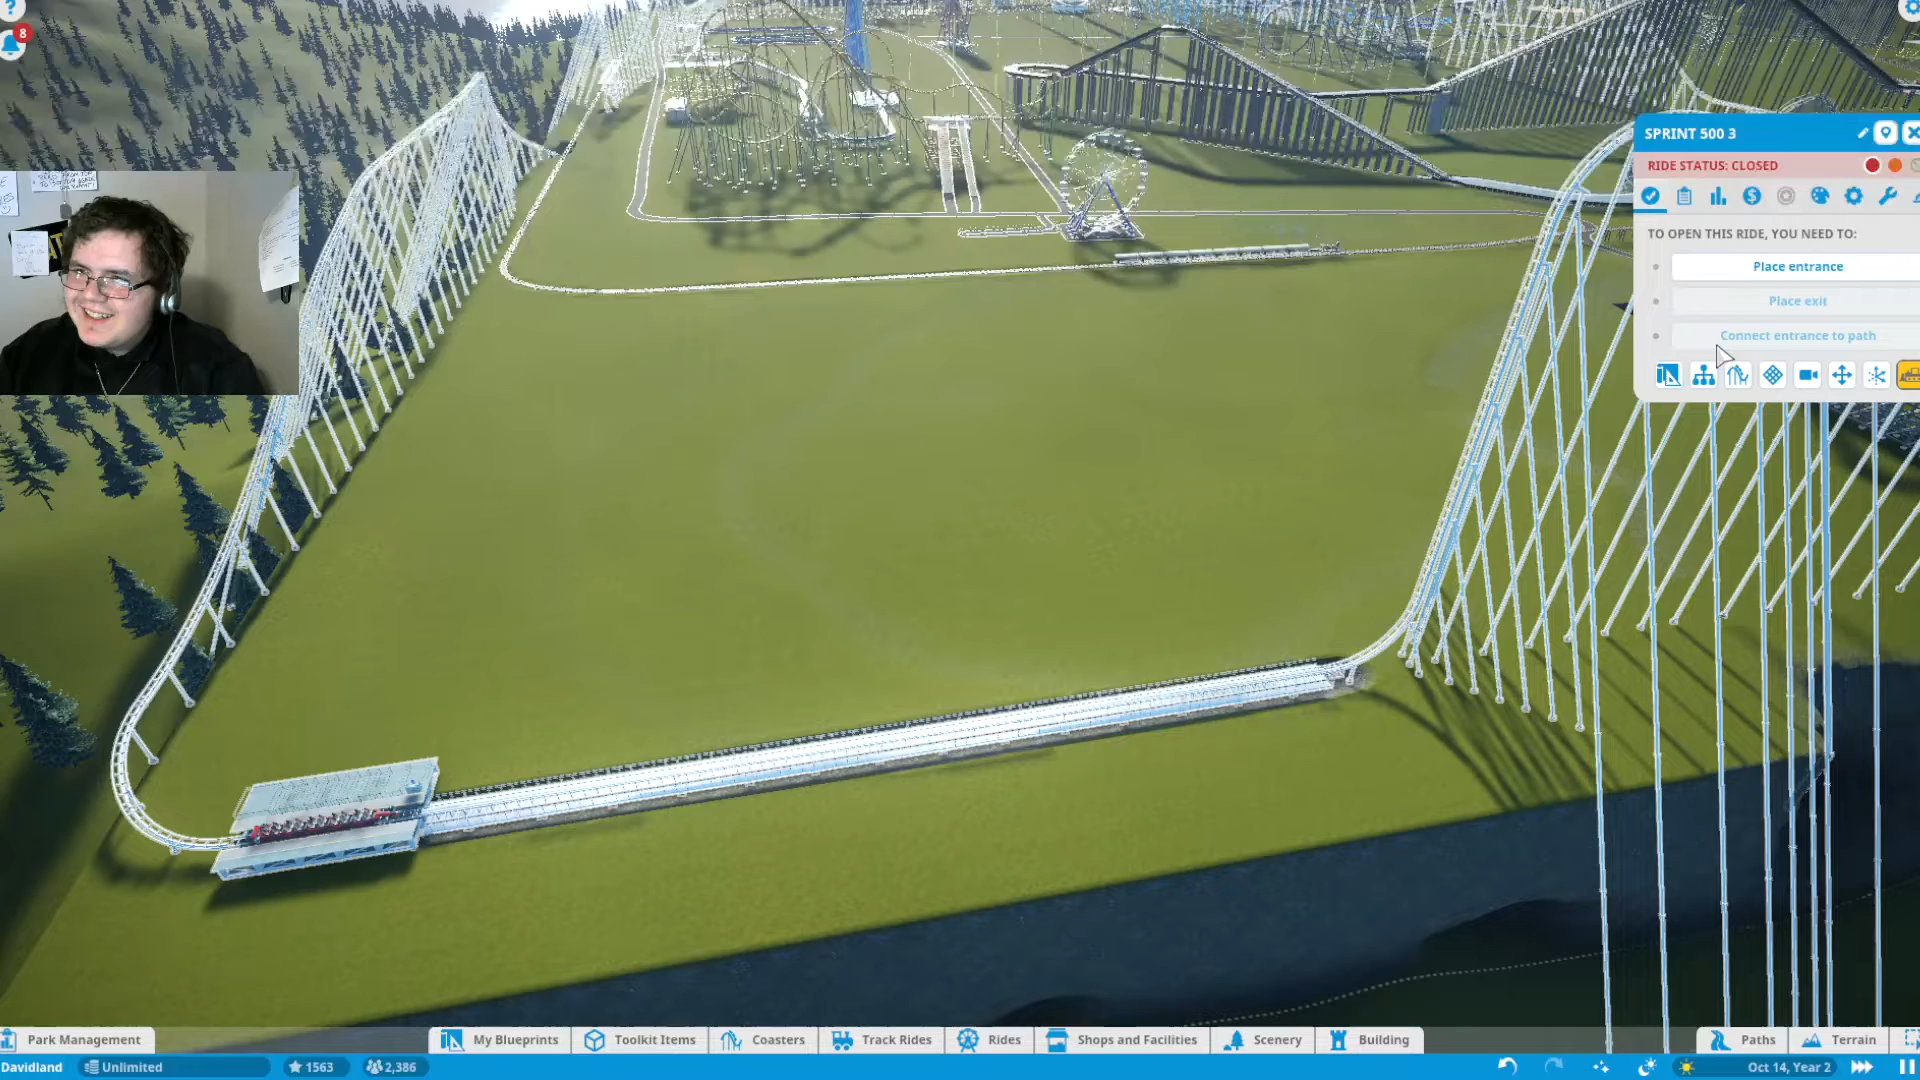 ?
8
SPRINT 500 3
RIDE STATUS: CLOSED
TO OPEN THIS RIDE, YOU NEED TO:
Place entrance
Place exit
Connect entrance to path
Park Management
My Blueprints
Toolkit Items
Coasters
Track Rides
Rides
Shops and Facilities
Scenery
Building
Paths
Terrain
Davidland
Unlimited
1563
2,386
Oct 14, Year 2